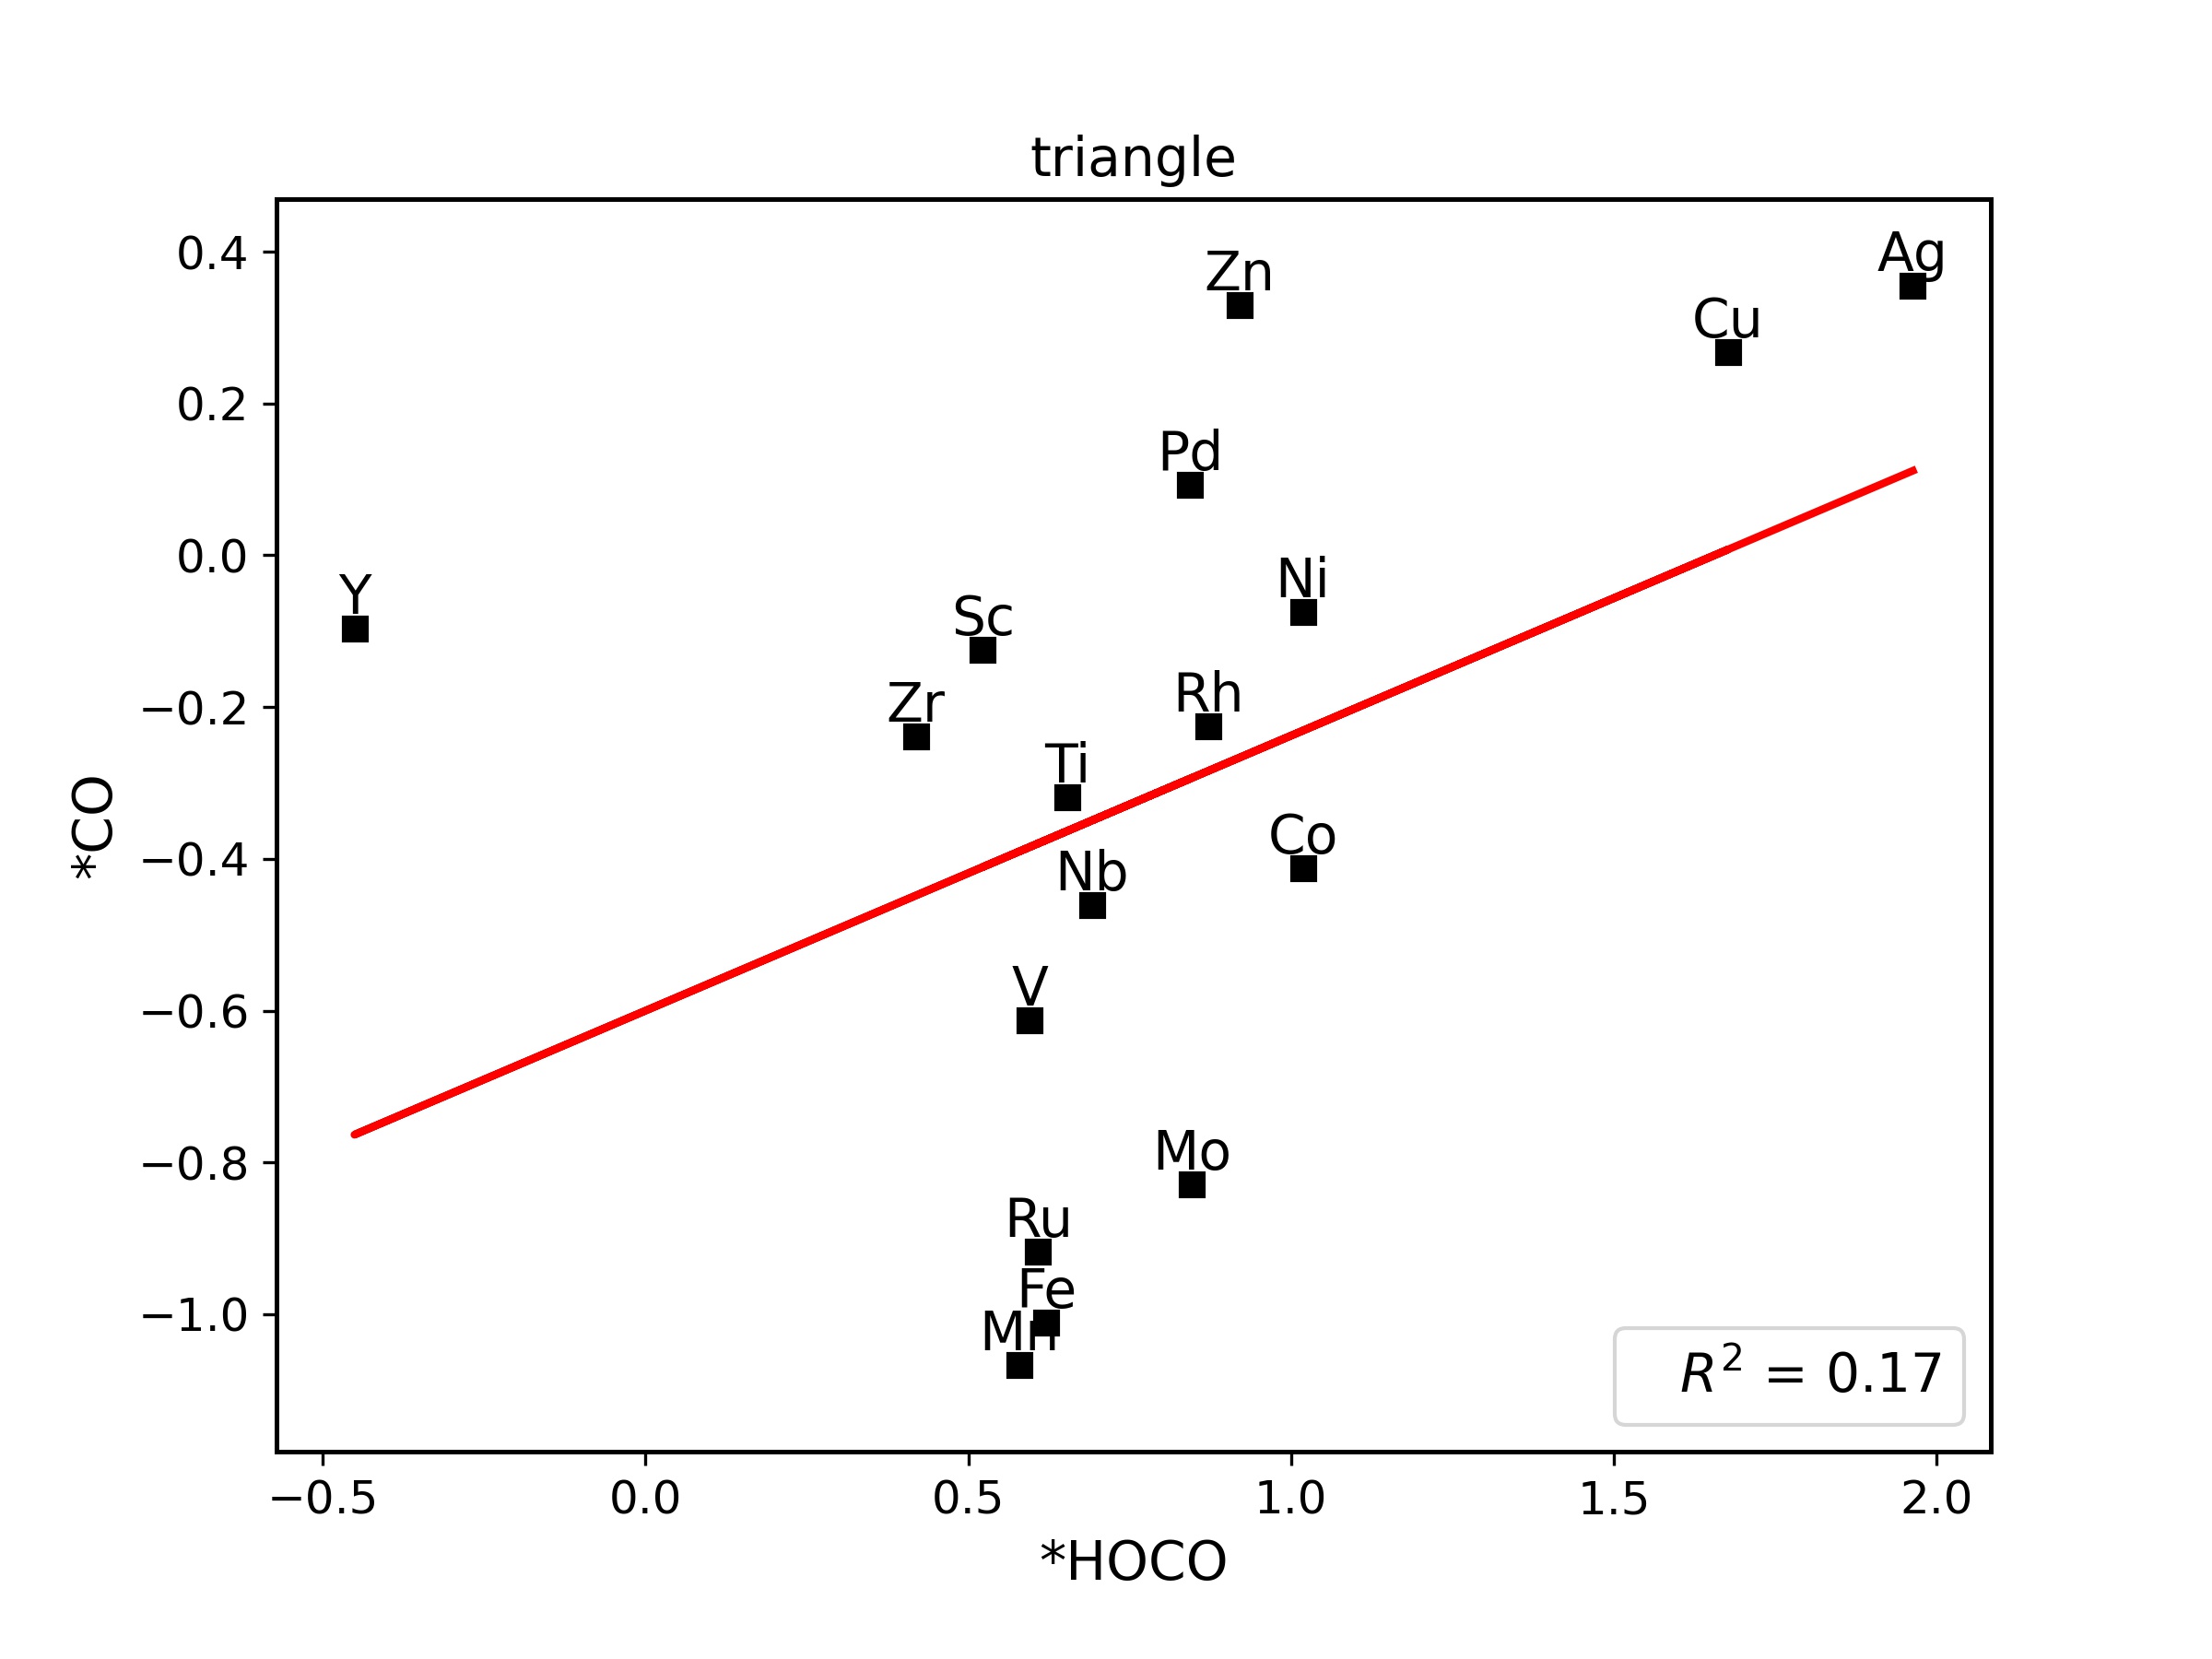 triangle
0.4
0.2
0.0
−0.2
−0.4
−0.6
−0.8
−1.0
*CO
Ag
Zn
Cu
Pd
Ni
Y
Sc
Rh
Zr
Ti
Co
Nb
V
Mo
Ru
Fe
Mn
R² = 0.17
−0.5 0.0 0.5 1.0 1.5 2.0
*HOCO